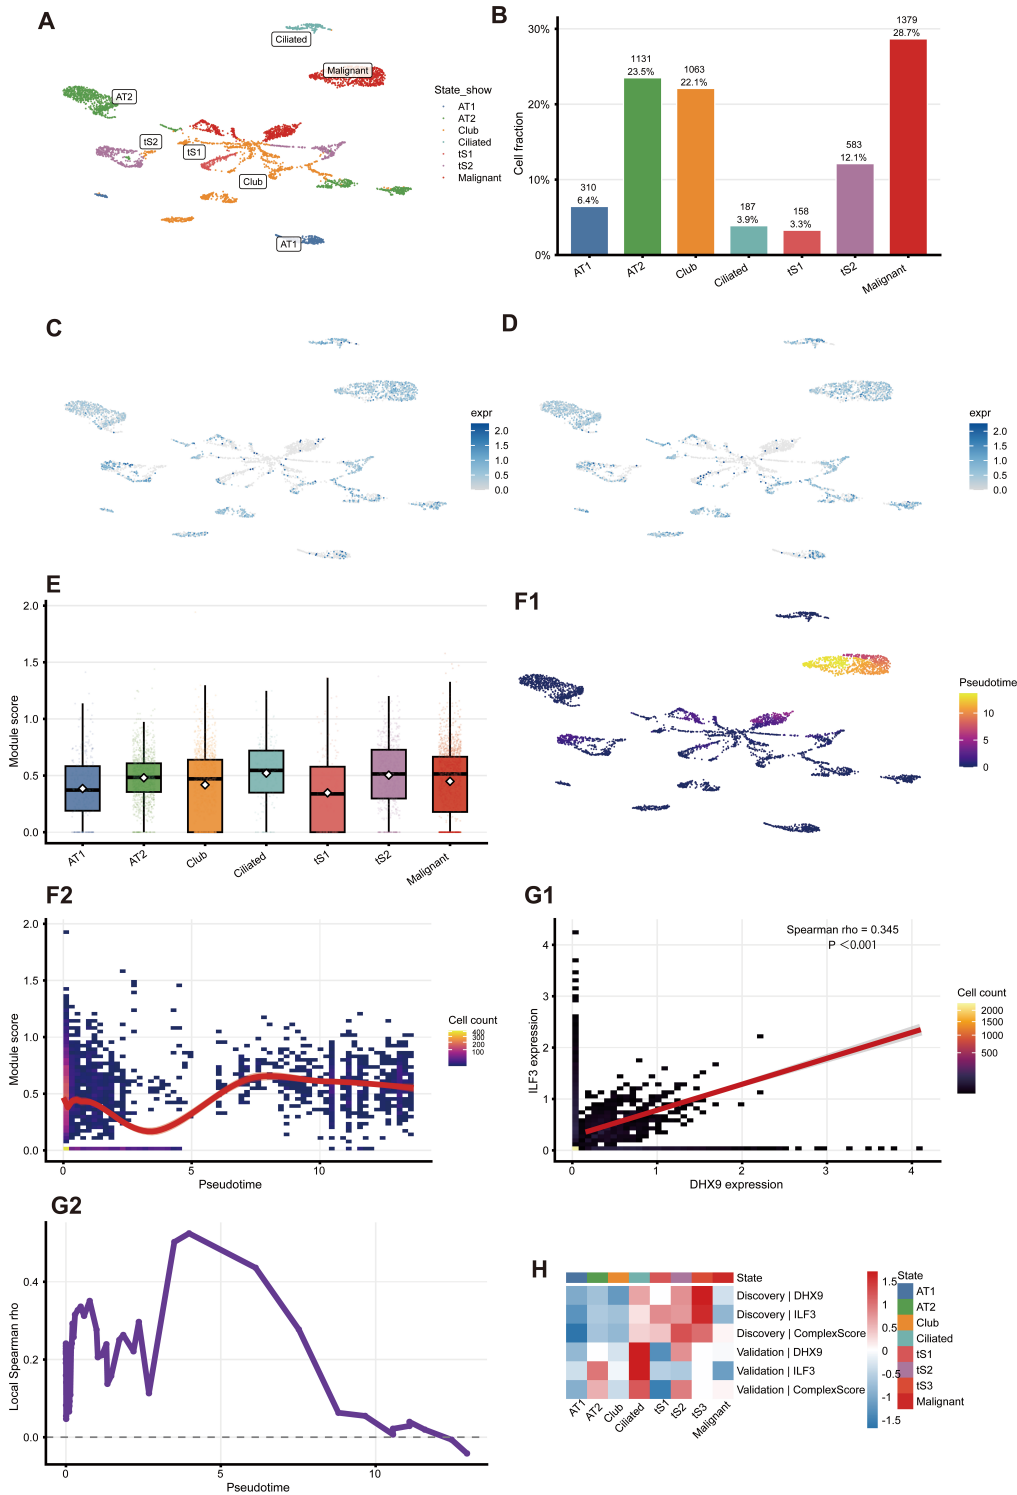 A
Ciliated
Malignant
AT2
tS2
tS1
Club
AT1
State_show
AT1
AT2
Club
Ciliated
tS1
tS2
Malignant
B
Cell fraction
30%
20%
10%
0%
310
6.4%
1131
23.5%
1063
22.1%
187
3.9%
158
3.3%
583
12.1%
1379
28.7%
AT1
AT2
Club
Ciliated
tS1
tS2
Malignant
C
expr
2.0
1.5
1.0
0.5
0.0
D
expr
2.0
1.5
1.0
0.5
0.0
E
Module score
2.0
1.5
1.0
0.5
0.0
AT1
AT2
Club
Ciliated
tS1
tS2
Malignant
F1
Pseudotime
10
5
0
F2
Module score
2.0
1.5
1.0
0.5
0.0
0
5
10
Pseudotime
Cell count
400
300
200
100
G1
Spearman rho = 0.345
P <0.001
ILF3 expression
4
3
2
1
0
0
1
2
3
4
DHX9 expression
Cell count
2000
1500
1000
500
G2
Local Spearman rho
0.4
0.2
0.0
0
5
10
Pseudotime
H
State
Discovery | DHX9
Discovery | ILF3
Discovery | ComplexScore
Validation | DHX9
Validation | ILF3
Validation | ComplexScore
AT1
AT2
Club
Ciliated
tS1
tS2
tS3
Malignant
1.5
1
0.5
0
-0.5
-1
-1.5
State
AT1
AT2
Club
Ciliated
tS1
tS2
tS3
Malignant